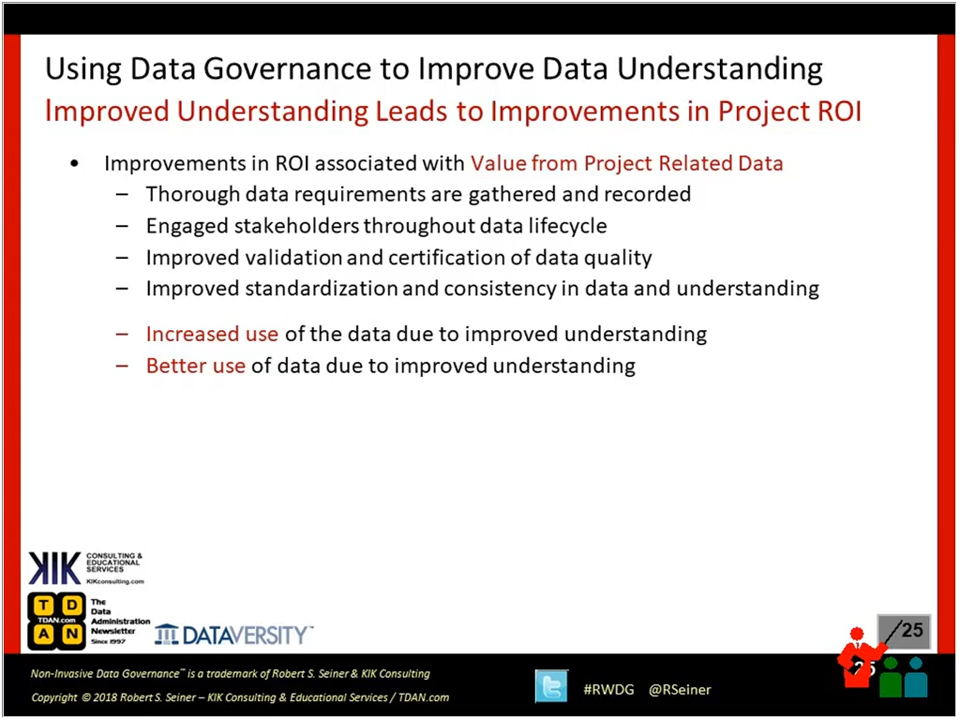 Using Data Governance to Improve Data Understanding
Improved Understanding Leads to Improvements in Project ROI
• Improvements in ROI associated with Value from Project Related Data
– Thorough data requirements are gathered and recorded
– Engaged stakeholders throughout data lifecycle
– Improved validation and certification of data quality
– Improved standardization and consistency in data and understanding
– Increased use of the data due to improved understanding
– Better use of data due to improved understanding
KIK
CONSULTING &
EDUCATIONAL
SERVICES
KIKconsulting.com
T D
TDAN.com
A N
The
Data
Administration
Newsletter
Since 1997
DATAVERSITY™
25
25
Non-Invasive Data Governance™ is a trademark of Robert S. Seiner & KIK Consulting
Copyright © 2018 Robert S. Seiner – KIK Consulting & Educational Services / TDAN.com
#RWDG @RSeiner